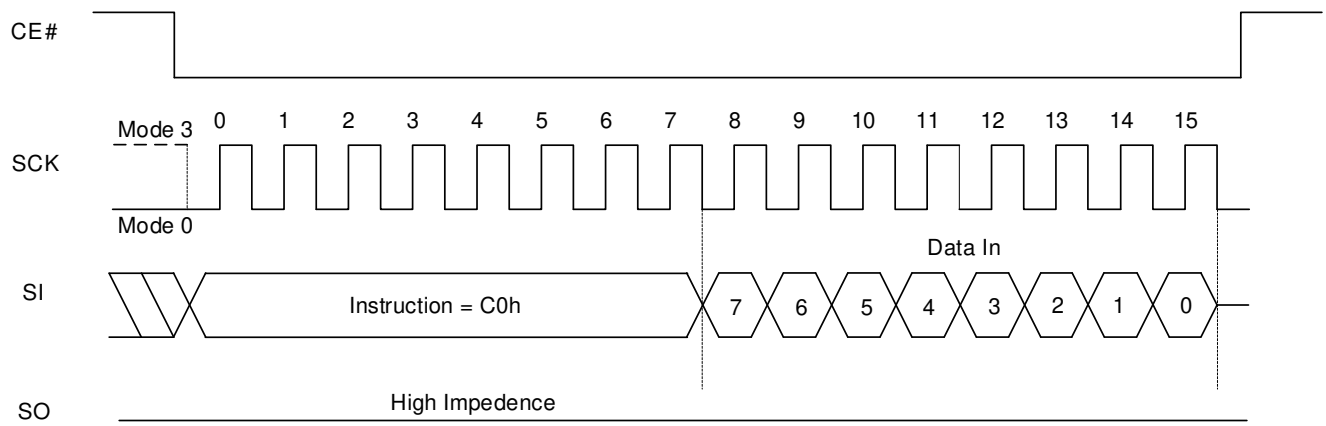 CE#
0 1 2 3 4 5 6 7 8 9 10 11 12 13 14 15
Mode 3
SCK
Mode 0
Data In
SI
Instruction = C0h
7 6 5 4 3 2 1 0
High Impedence
SO